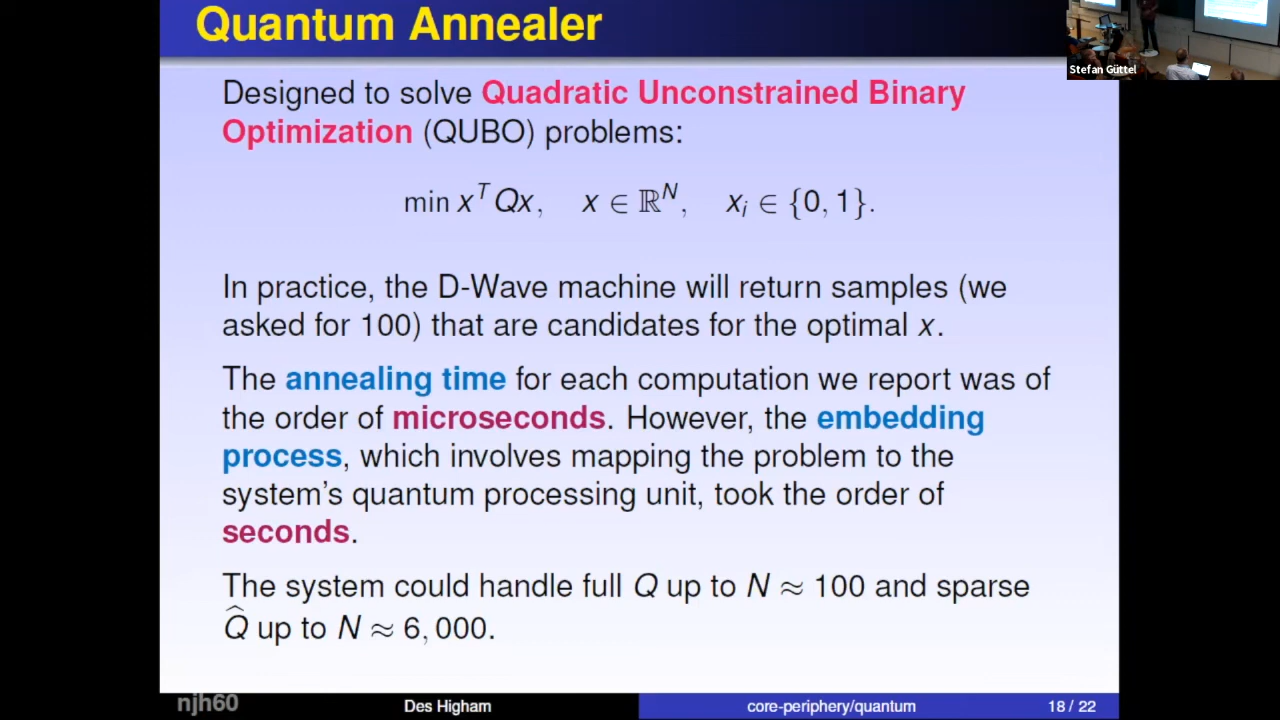 Quantum Annealer
Stefan Güttel
Designed to solve Quadratic Unconstrained Binary
Optimization (QUBO) problems:
min x^T Qx, x ∈ ℝ^N, x_i ∈ {0, 1}.
In practice, the D-Wave machine will return samples (we
asked for 100) that are candidates for the optimal x.
The annealing time for each computation we report was of
the order of microseconds. However, the embedding
process, which involves mapping the problem to the
system's quantum processing unit, took the order of
seconds.
The system could handle full Q up to N ≈ 100 and sparse
Q̂ up to N ≈ 6, 000.
njh60 Des Higham core-periphery/quantum 18 / 22